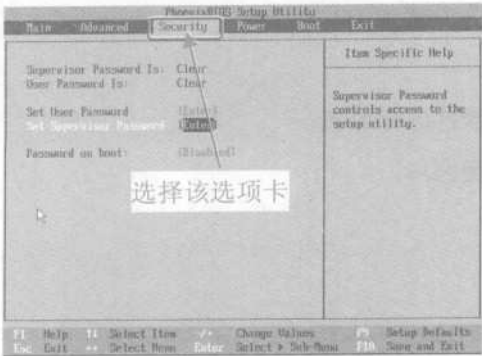 PhoenixBIOS Setup Utility
Main Advanced Security Power Boot Exit
Item Specific Help
Supervisor Password Is: Clear
User Password Is: Clear
Supervisor Password
controls access to the
setup utility.
Set User Password [Enter]
Set Supervisor Password [Enter]
Password on boot: [Disabled]
选择该选项卡
F1 Help ↑↓ Select Item -/+ Change Values F9 Setup Defaults
Esc Exit ↔ Select Menu Enter Select ▶ Sub-Menu F10 Save and Exit